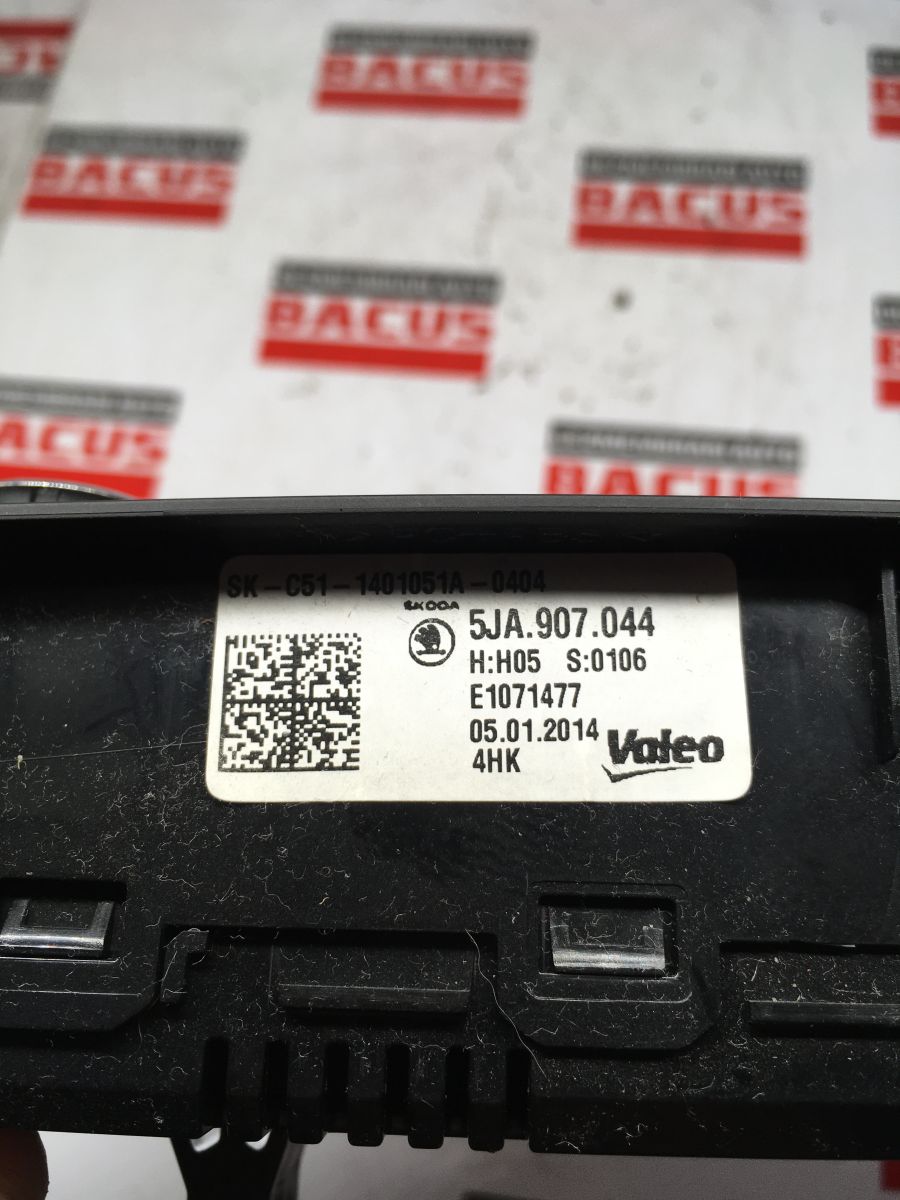 BACUS
BACUS
BACUS
BACUS
BACUS
BACUS
SK-C51-1401051A-0404
SKODA
5JA.907.044
H:H05 S:0106
E1071477
05.01.2014
4HK
Valeo